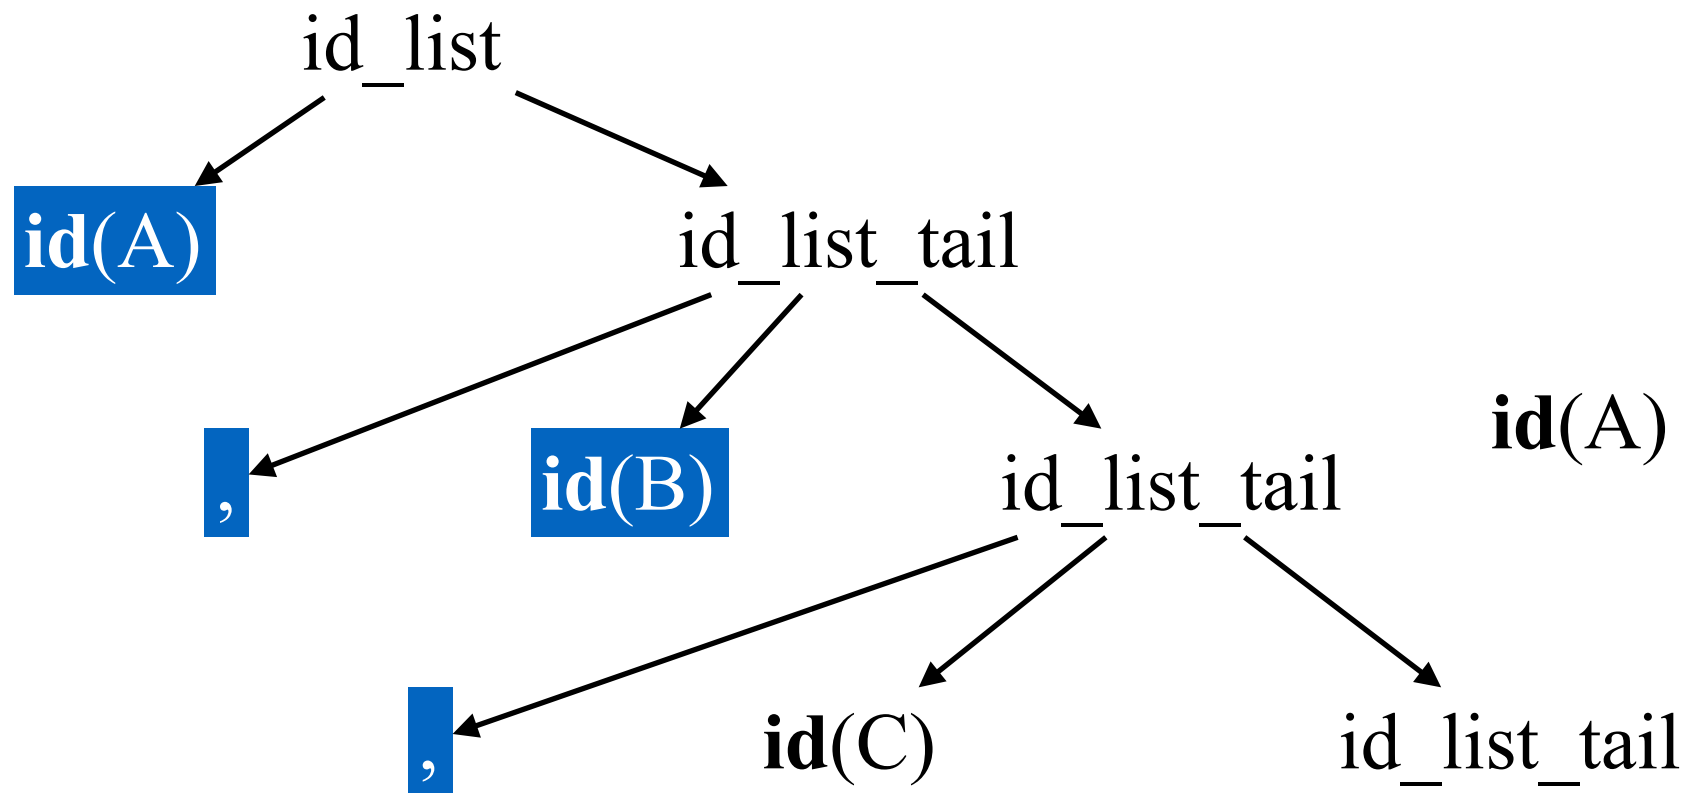 id_list
id(A)
id_list_tail
id(A)
,
id(B)
id_list_tail
,
id(C)
id_list_tail